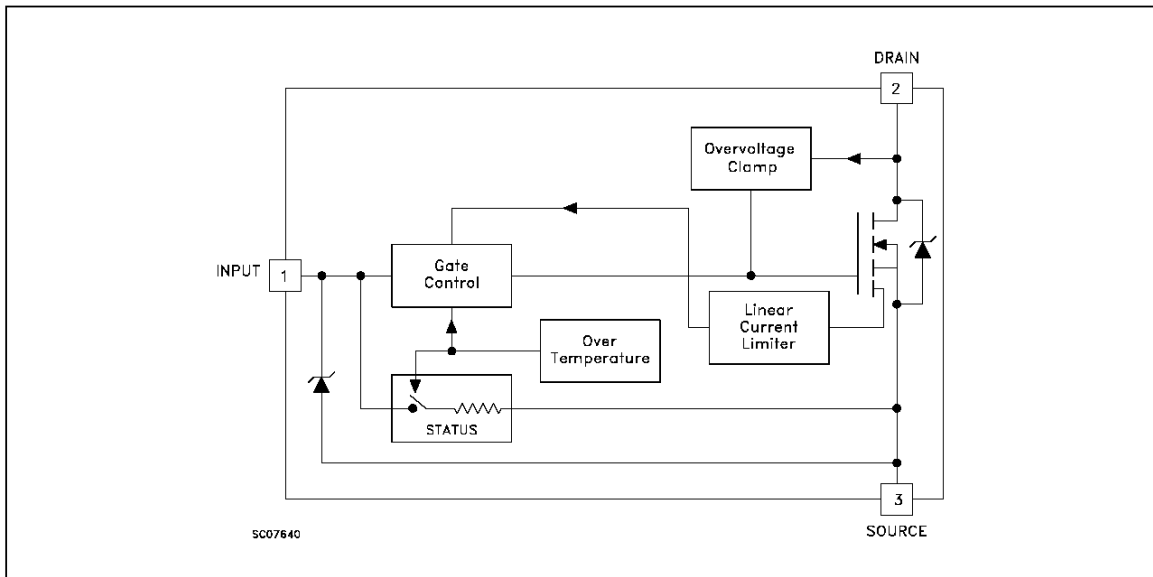 DRAIN
2
Overvoltage
Clamp
INPUT
1
Gate
Control
Linear
Current
Limiter
Over
Temperature
STATUS
3
SOURCE
SC07640